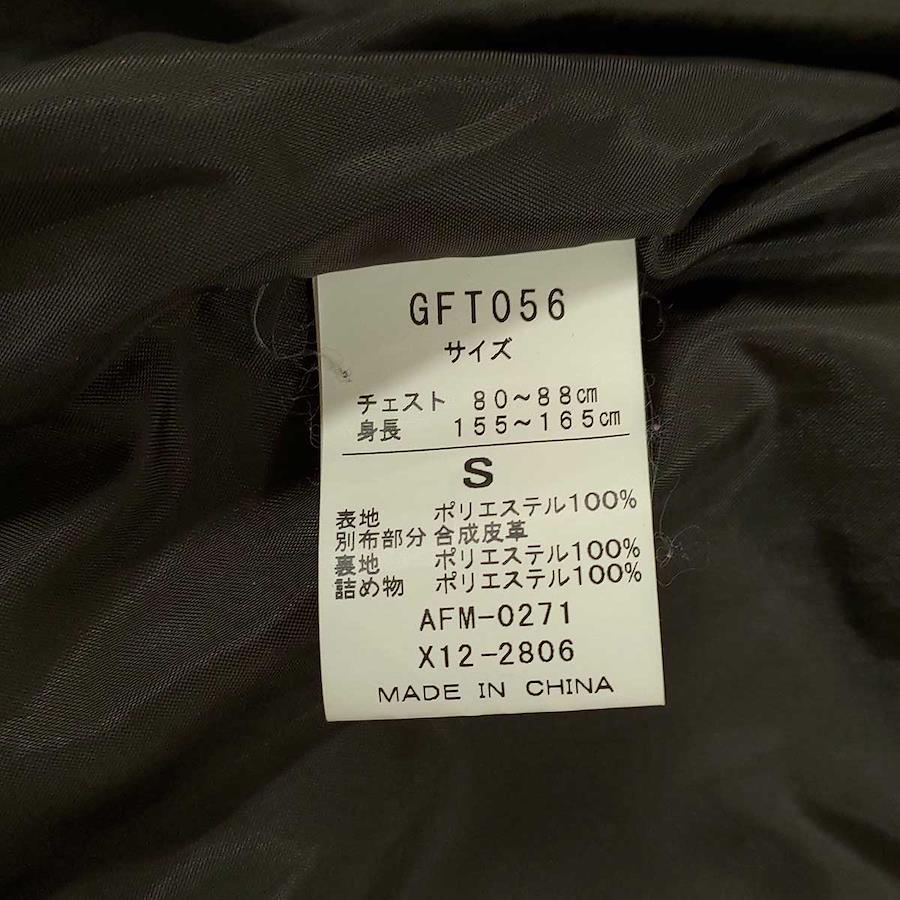 GFT056
サイズ
チェスト 80～88㎝
身長 155～165㎝
S
表地 ポリエステル100%
別布部分 合成皮革
裏地 ポリエステル100%
詰め物 ポリエステル100%
AFM-0271
X12-2806
MADE IN CHINA